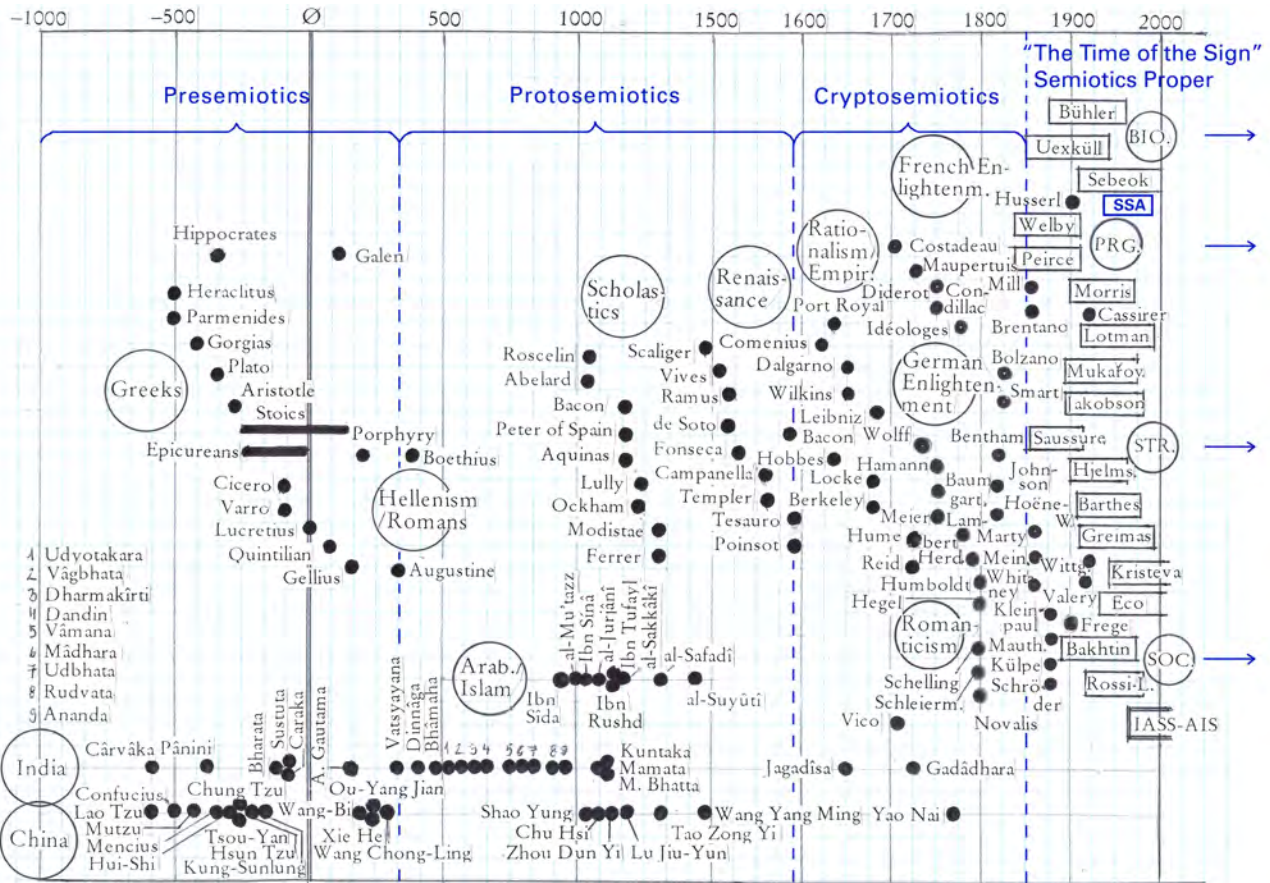 −1000 −500 Ø 500 1000 1500 1600 1700 1800 1900 2000
"The Time of the Sign"
Semiotics Proper
Presemiotics Protosemiotics Cryptosemiotics
Bühler
BIO.
Uexküll
French En-
lightenm.
Sebeok
Husserl
SSA
Welby
Hippocrates
Galen
Ratio-
nalism/
Empir.
Costadeau
PRG.
Peirce
Maupertuis
Heraclitus
Scholas-
tics
Renais-
sance
Diderot
Con-
dillac
Mill
Morris
Parmenides
Port Royal
Idéologes
Brentano
Cassirer
Gorgias
Comenius
Lotman
Roscelin
Scaliger
Plato
Greeks
Abelard
Vives
Dalgarno
German
Enlighten-
ment
Bolzano
Mukařov.
Aristotle
Ramus
Wilkins
Smart
Jakobson
Stoics
Bacon
Leibniz
Porphyry
Peter of Spain
de Soto
Bacon
Wolff
Bentham
Saussure
STR.
Epicureans
Boethius
Aquinas
Fonseca
Hobbes
Hamann
John-
son
Hjelms.
Cicero
Lully
Campanella
Locke
Baum-
gart.
Varro
Hellenism
/Romans
Ockham
Templer
Berkeley
Hoëne-
W.
Barthes
Lucretius
Modistae
Tesauro
Meier
Lam-
bert
Marty
Greimas
Quintilian
Ferrer
Poinsot
Hume
Herd.
Mein.
Wittg.
Gellius
Augustine
Reid
Humboldt
Whit-
ney
Kristeva
Hegel
Valery
Eco
Klein-
paul
Frege
Roman-
ticism
Mauth.
Bakhtin
SOC.
Külpe
Schelling
Schrö-
der
Rossi-L.
Schleierm.
Novalis
Vico
IASS-AIS
1 Udyotakara
2 Vâgbhata
3 Dharmakîrti
4 Dandin
5 Vâmana
6 Mâdhara
7 Udbhata
8 Rudvata
9 Ananda
Arab./
Islam
al-Mu'tazz
Ibn Sînâ
al-Jurjânî
Ibn Tufayl
al-Sakkâkî
al-Safadî
Ibn
Sîda
Ibn
Rushd
al-Suyûti
India
Cârvâka Pânini
Bharata
Sustuta
Caraka
A. Gautama
Vatsyayana
Dinnâga
Bhâmaha
1 2 3 4 5 6 7 8 9
Kuntaka
Mamata
M. Bhatta
Jagadîsa
Gadâdhara
China
Confucius
Chung Tzu
Ou-Yang Jian
Lao Tzu
Wang-Bi
Shao Yung
Wang Yang Ming
Yao Nai
Mutzu
Tsou-Yan
Xie He
Chu Hsi
Tao Zong Yi
Mencius
Hsun Tzu
Wang Chong-Ling
Zhou Dun Yi
Lu Jiu-Yun
Hui-Shi
Kung-Sunlung